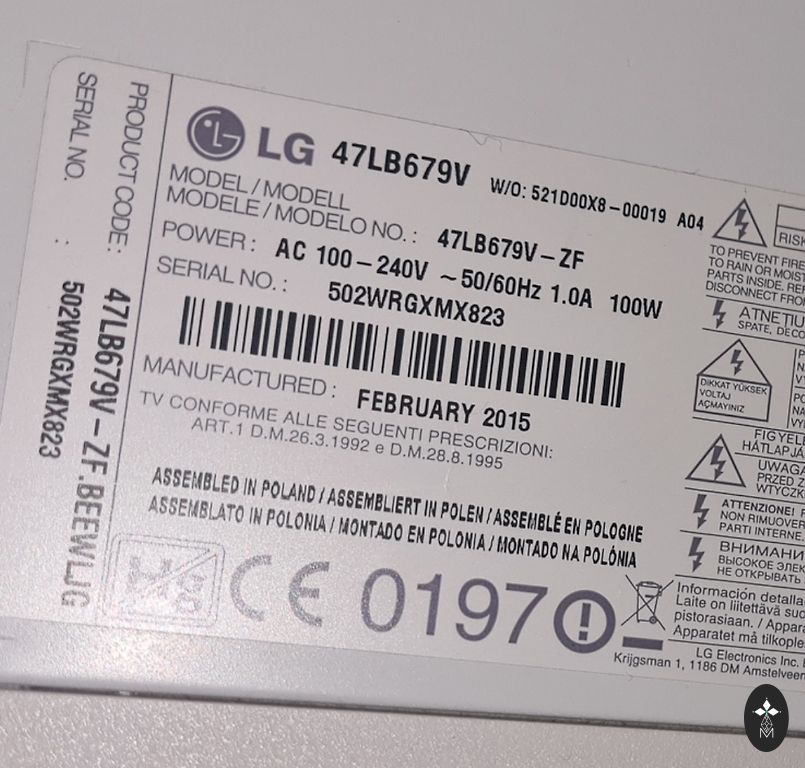 SERIAL NO. : 502WRGXMX823
PRODUCT CODE: 47LB679V-ZF.BEEWLJG
LG 47LB679V W/O: 521D00X8-00019 A04
MODEL / MODELL
MODELE / MODELO NO. : 47LB679V-ZF
POWER : AC 100-240V ~50/60Hz 1.0A 100W
SERIAL NO. : 502WRGXMX823
MANUFACTURED : FEBRUARY 2015
TV CONFORME ALLE SEGUENTI PRESCRIZIONI:
ART.1 D.M.26.3.1992 e D.M.28.8.1995
ASSEMBLED IN POLAND / ASSEMBLIERT IN POLEN / ASSEMBLÉ EN POLOGNE
ASSEMBLATO IN POLONIA / MONTADO EN POLONIA / MONTADO NA POLÓNIA
CE 0197
RISK
TO PREVENT FIRE
TO RAIN OR MOIS
PARTS INSIDE. RE
DISCONNECT FRO
ATNEȚIU
SPATE, DECO
DIKKAT YÜKSEK
VOLTAJ
AÇMAYINIZ
FIGYELE
HÁTLAPJÁ
UWAGA
PRZED Z
WTYCZK
ATTENZIONE!
NON RIMUOVER
PARTI INTERNE.
ВНИМАНИ
ВЫСОКОЕ ЭЛЕК
НЕ ОТКРЫВАТЬ
Información detalla
Laite on liitettävä suo
pistorasiaan. / Appara
Apparatet må tilkople
LG Electronics Inc.
Krijgsman 1, 1186 DM Amstelveen
M